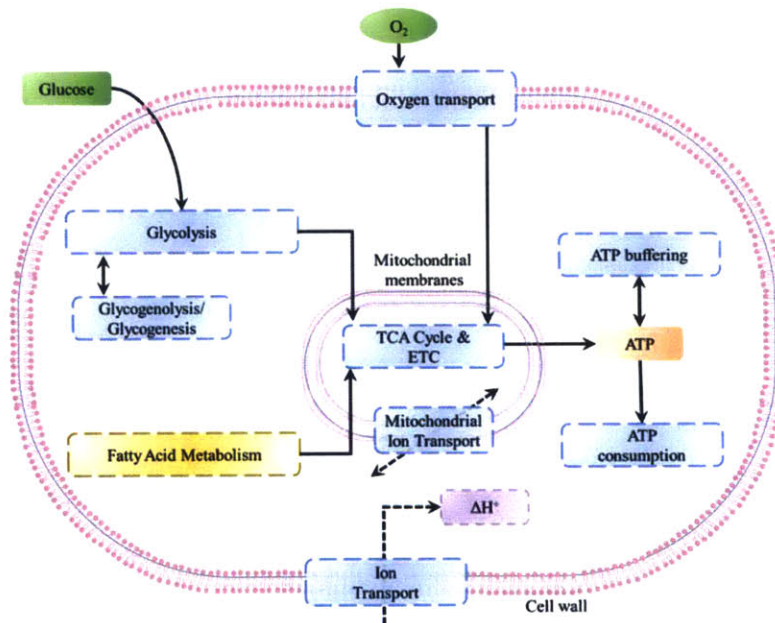 O₂
Glucose
Oxygen transport
Glycolysis
Mitochondrial
membranes
ATP buffering
Glycogenolysis/
Glycogenesis
TCA Cycle &
ETC
ATP
Mitochondrial
Ion Transport
Fatty Acid Metabolism
ATP
consumption
ΔH⁺
Ion
Transport
Cell wall